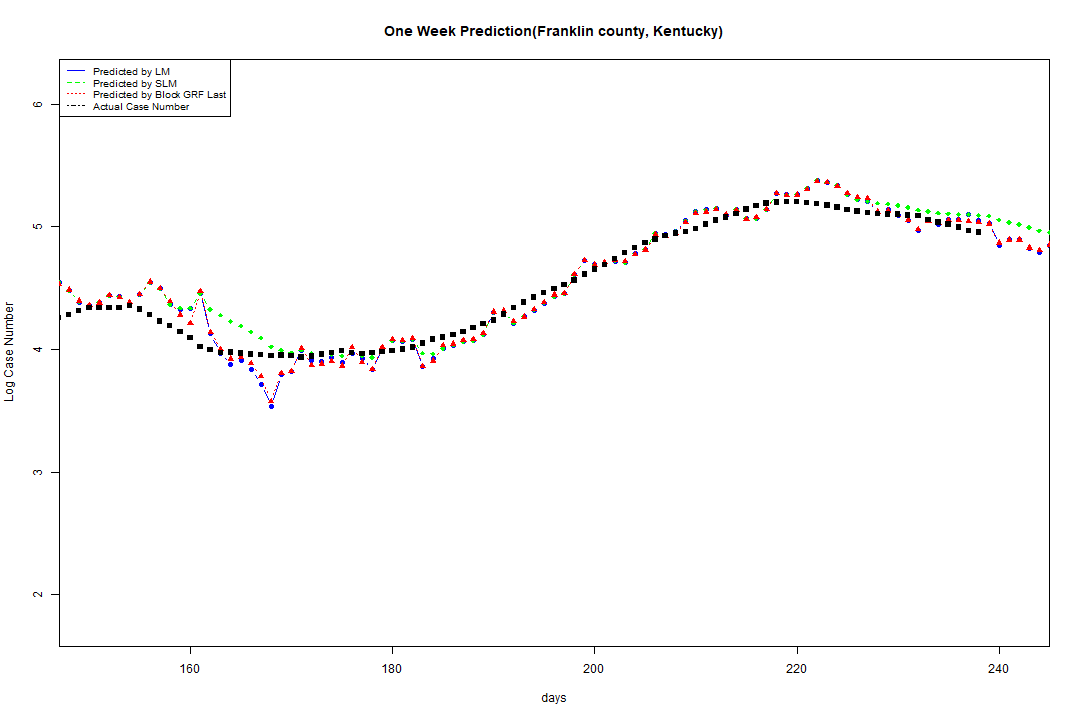 One Week Prediction(Franklin county, Kentucky)
Predicted by LM
Predicted by SLM
Predicted by Block GRF Last
Actual Case Number
6
5
4
3
2
Log Case Number
160
180
200
220
240
days